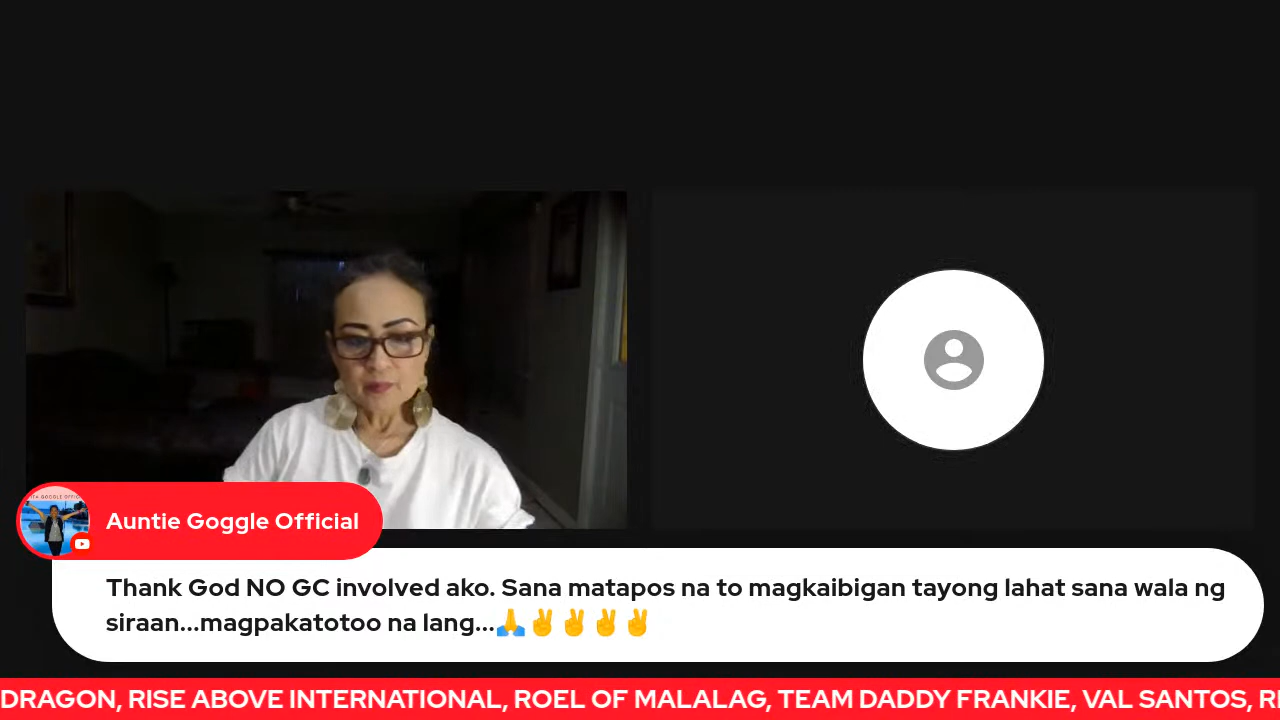 Auntie Goggle Official
Thank God NO GC involved ako. Sana matapos na to magkaibigan tayong lahat sana wala ng
siraan...magpakatotoo na lang...🙏✌️✌️✌️✌️
DRAGON, RISE ABOVE INTERNATIONAL, ROEL OF MALALAG, TEAM DADDY FRANKIE, VAL SANTOS,